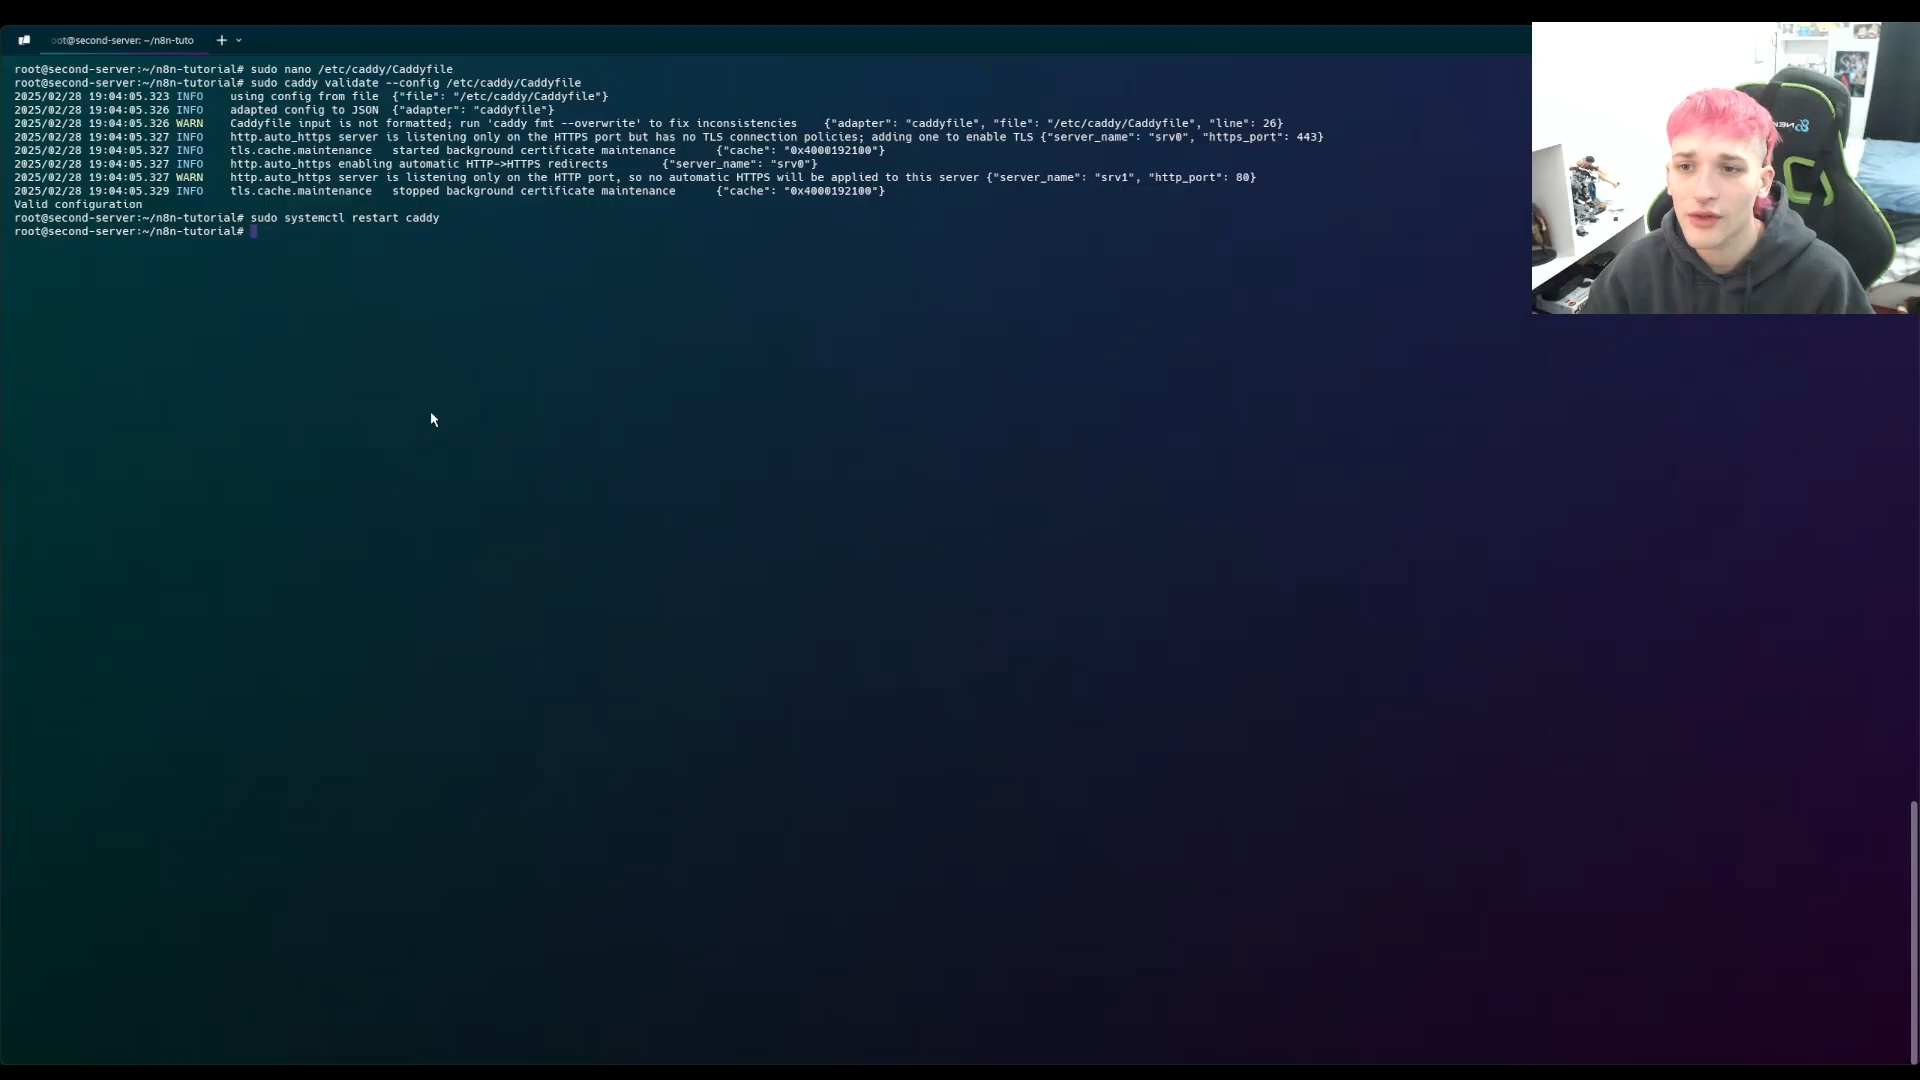 oot@second-server: ~/n8n-tuto
root@second-server:~/n8n-tutorial# sudo nano /etc/caddy/Caddyfile
root@second-server:~/n8n-tutorial# sudo caddy validate --config /etc/caddy/Caddyfile
2025/02/28 19:04:05.323 INFO using config from file {"file": "/etc/caddy/Caddyfile"}
2025/02/28 19:04:05.326 INFO adapted config to JSON {"adapter": "caddyfile"}
2025/02/28 19:04:05.326 WARN Caddyfile input is not formatted; run 'caddy fmt --overwrite' to fix inconsistencies {"adapter": "caddyfile", "file": "/etc/caddy/Caddyfile", "line": 26}
2025/02/28 19:04:05.327 INFO http.auto_https server is listening only on the HTTPS port but has no TLS connection policies; adding one to enable TLS {"server_name": "srv0", "https_port": 443}
2025/02/28 19:04:05.327 INFO tls.cache.maintenance started background certificate maintenance {"cache": "0x4000192100"}
2025/02/28 19:04:05.327 INFO http.auto_https enabling automatic HTTP->HTTPS redirects {"server_name": "srv0"}
2025/02/28 19:04:05.327 WARN http.auto_https server is listening only on the HTTP port, so no automatic HTTPS will be applied to this server {"server_name": "srv1", "http_port": 80}
2025/02/28 19:04:05.329 INFO tls.cache.maintenance stopped background certificate maintenance {"cache": "0x4000192100"}
Valid configuration
root@second-server:~/n8n-tutorial# sudo systemctl restart caddy
root@second-server:~/n8n-tutorial#